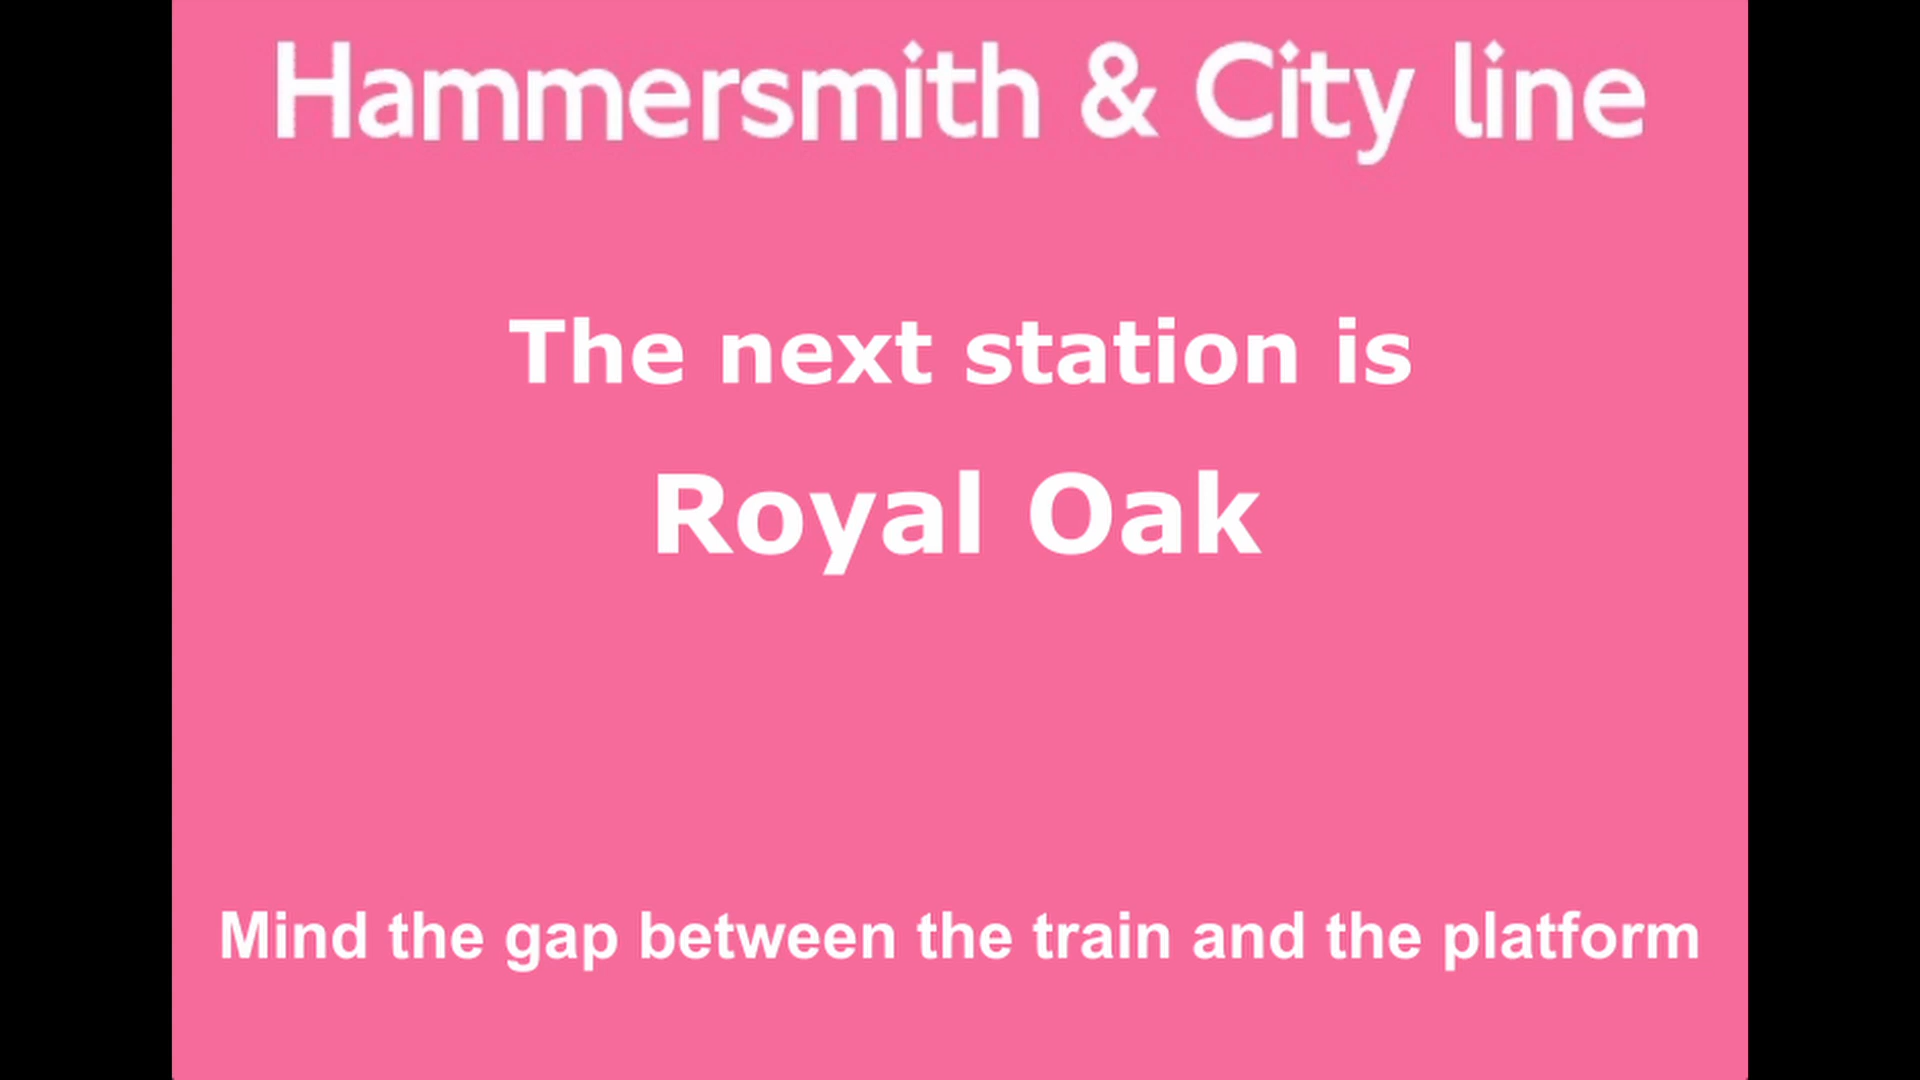 Hammersmith & City line
The next station is
Royal Oak
Mind the gap between the train and the platform